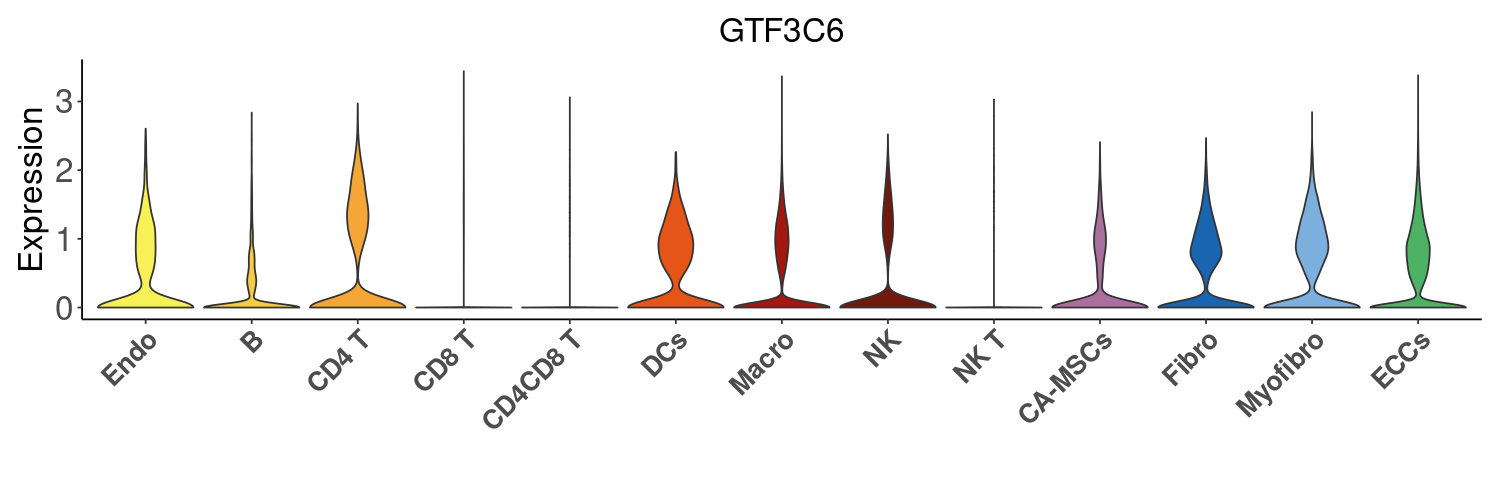 GTF3C6
Expression
3
2
1
0
Endo
B
CD4 T
CD8 T
CD4CD8 T
DCs
Macro
NK
NK T
CA-MSCs
Fibro
Myofibro
ECCs